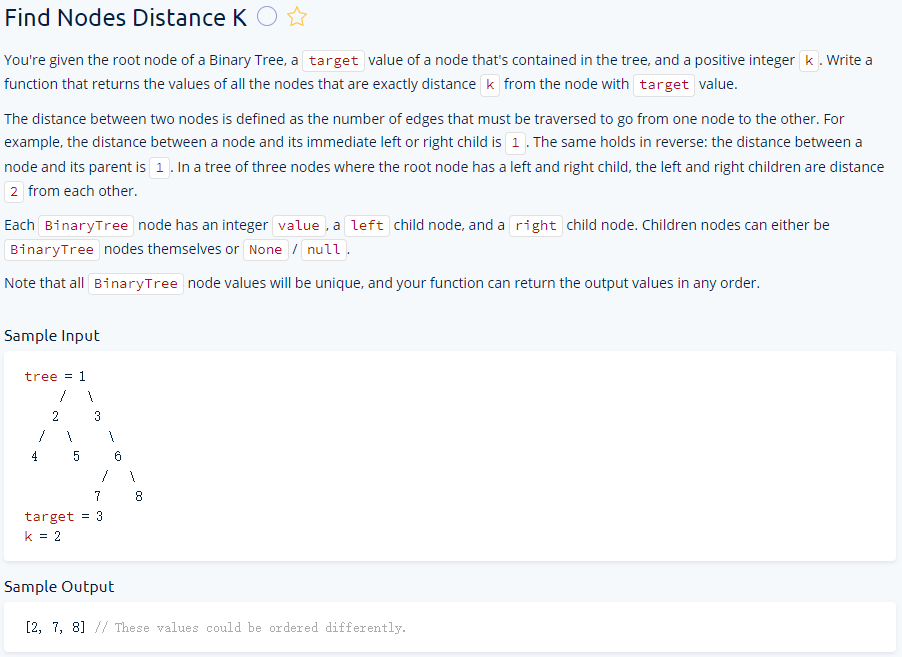 Find Nodes Distance K
You're given the root node of a Binary Tree, a target value of a node that's contained in the tree, and a positive integer k . Write a
function that returns the values of all the nodes that are exactly distance k from the node with target value.
The distance between two nodes is defined as the number of edges that must be traversed to go from one node to the other. For
example, the distance between a node and its immediate left or right child is 1 . The same holds in reverse: the distance between a
node and its parent is 1 . In a tree of three nodes where the root node has a left and right child, the left and right children are distance
2 from each other.
Each BinaryTree node has an integer value , a left child node, and a right child node. Children nodes can either be
BinaryTree nodes themselves or None / null .
Note that all BinaryTree node values will be unique, and your function can return the output values in any order.
Sample Input
tree = 1
/ \
2 3
/ \ \
4 5 6
/ \
7 8
target = 3
k = 2
Sample Output
[2, 7, 8] // These values could be ordered differently.